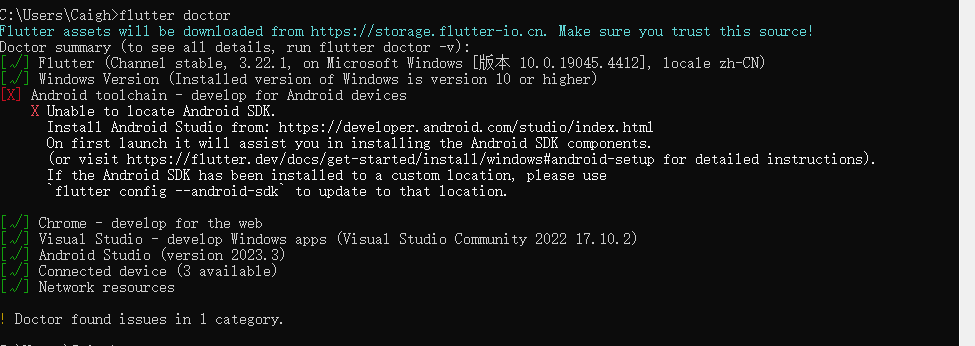 C:\Users\Caigh>flutter doctor
Flutter assets will be downloaded from https://storage.flutter-io.cn. Make sure you trust this source!
Doctor summary (to see all details, run flutter doctor -v):
[√] Flutter (Channel stable, 3.22.1, on Microsoft Windows [版本 10.0.19045.4412], locale zh-CN)
[√] Windows Version (Installed version of Windows is version 10 or higher)
[X] Android toolchain - develop for Android devices
X Unable to locate Android SDK.
Install Android Studio from: https://developer.android.com/studio/index.html
On first launch it will assist you in installing the Android SDK components.
(or visit https://flutter.dev/docs/get-started/install/windows#android-setup for detailed instructions).
If the Android SDK has been installed to a custom location, please use
`flutter config --android-sdk` to update to that location.
[√] Chrome - develop for the web
[√] Visual Studio - develop Windows apps (Visual Studio Community 2022 17.10.2)
[√] Android Studio (version 2023.3)
[√] Connected device (3 available)
[√] Network resources
! Doctor found issues in 1 category.